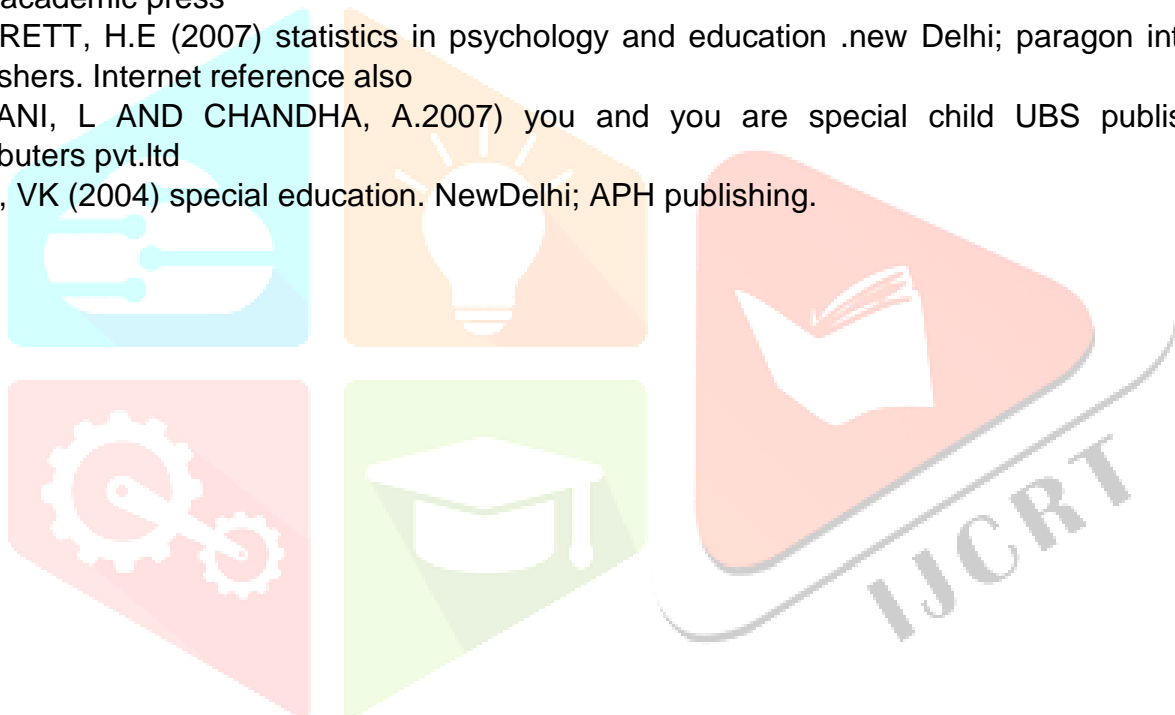 academic press
RETT, H.E (2007) statistics in psychology and education .new Delhi; paragon int
shers. Internet reference also
ANI, L AND CHANDHA, A.2007) you and you are special child UBS publis
buters pvt.ltd
, VK (2004) special education. NewDelhi; APH publishing.
IJCRT